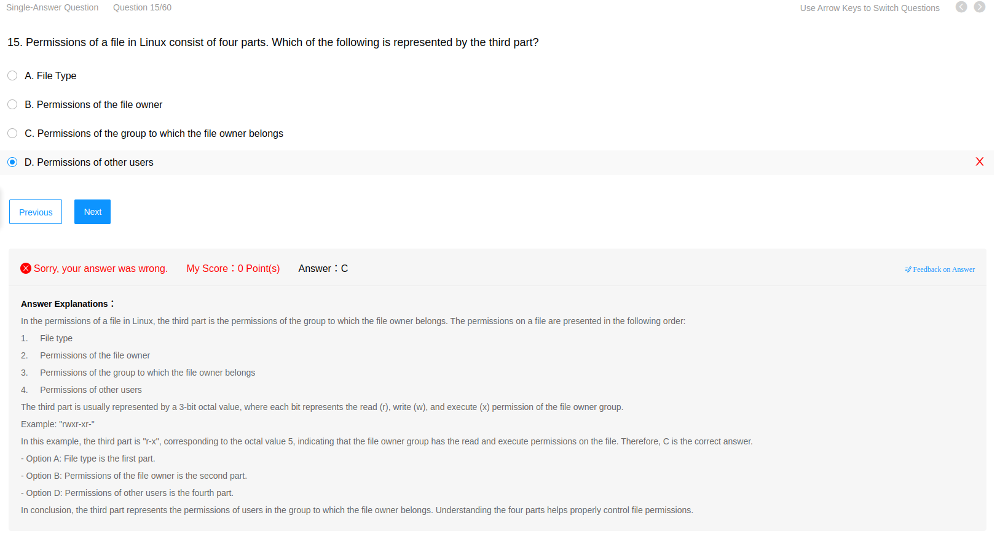 Single-Answer Question Question 15/60 Use Arrow Keys to Switch Questions
15. Permissions of a file in Linux consist of four parts. Which of the following is represented by the third part?
A. File Type
B. Permissions of the file owner
C. Permissions of the group to which the file owner belongs
D. Permissions of other users
Previous Next
Sorry, your answer was wrong. My Score：0 Point(s) Answer：C Feedback on Answer
Answer Explanations：
In the permissions of a file in Linux, the third part is the permissions of the group to which the file owner belongs. The permissions on a file are presented in the following order:
1. File type
2. Permissions of the file owner
3. Permissions of the group to which the file owner belongs
4. Permissions of other users
The third part is usually represented by a 3-bit octal value, where each bit represents the read (r), write (w), and execute (x) permission of the file owner group.
Example: "rwxr-xr-"
In this example, the third part is "r-x", corresponding to the octal value 5, indicating that the file owner group has the read and execute permissions on the file. Therefore, C is the correct answer.
- Option A: File type is the first part.
- Option B: Permissions of the file owner is the second part.
- Option D: Permissions of other users is the fourth part.
In conclusion, the third part represents the permissions of users in the group to which the file owner belongs. Understanding the four parts helps properly control file permissions.